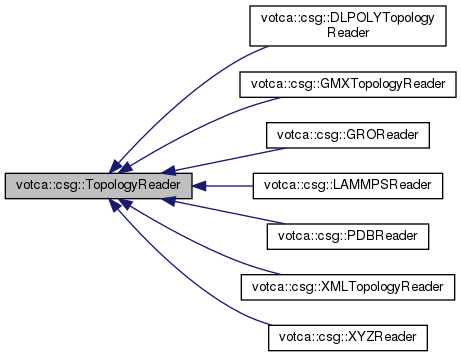 votca::csg::DLPOLYTopology
Reader
votca::csg::GMXTopologyReader
votca::csg::GROReader
votca::csg::TopologyReader
votca::csg::LAMMPSReader
votca::csg::PDBReader
votca::csg::XMLTopologyReader
votca::csg::XYZReader